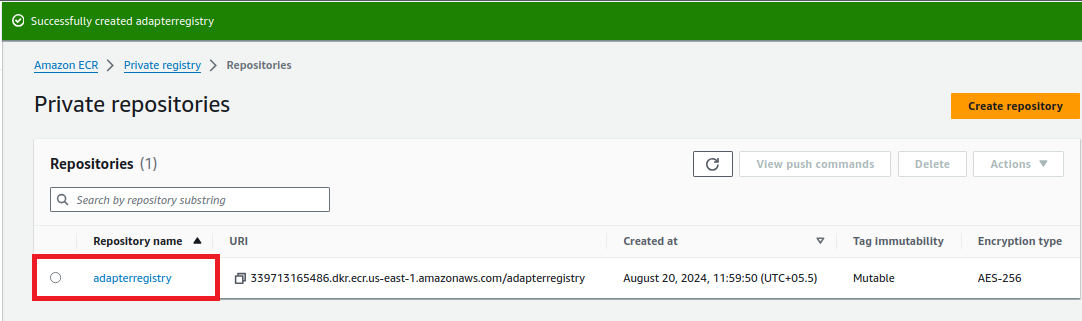 Successfully created adapterregistry
Amazon ECR > Private registry > Repositories
Private repositories
Create repository
Repositories (1)
View push commands
Delete
Actions
Search by repository substring
Repository name URI Created at Tag immutability Encryption type
adapterregistry 339713165486.dkr.ecr.us-east-1.amazonaws.com/adapterregistry August 20, 2024, 11:59:50 (UTC+05.5) Mutable AES-256